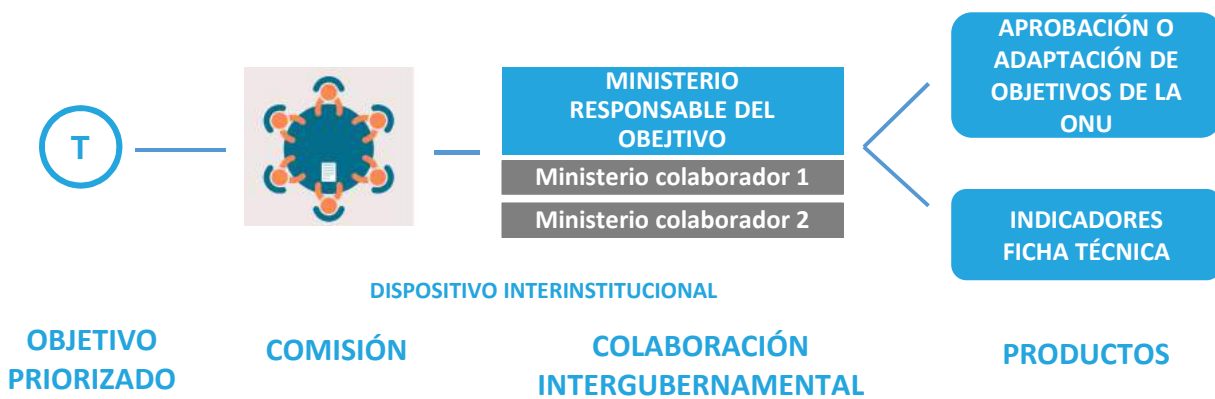 T
MINISTERIO
RESPONSABLE DEL
OBEJTIVO
Ministerio colaborador 1
Ministerio colaborador 2
APROBACIÓN O
ADAPTACIÓN DE
OBJETIVOS DE LA
ONU
INDICADORES
FICHA TÉCNICA
DISPOSITIVO INTERINSTITUCIONAL
OBJETIVO
PRIORIZADO
COMISIÓN
COLABORACIÓN
INTERGUBERNAMENTAL
PRODUCTOS